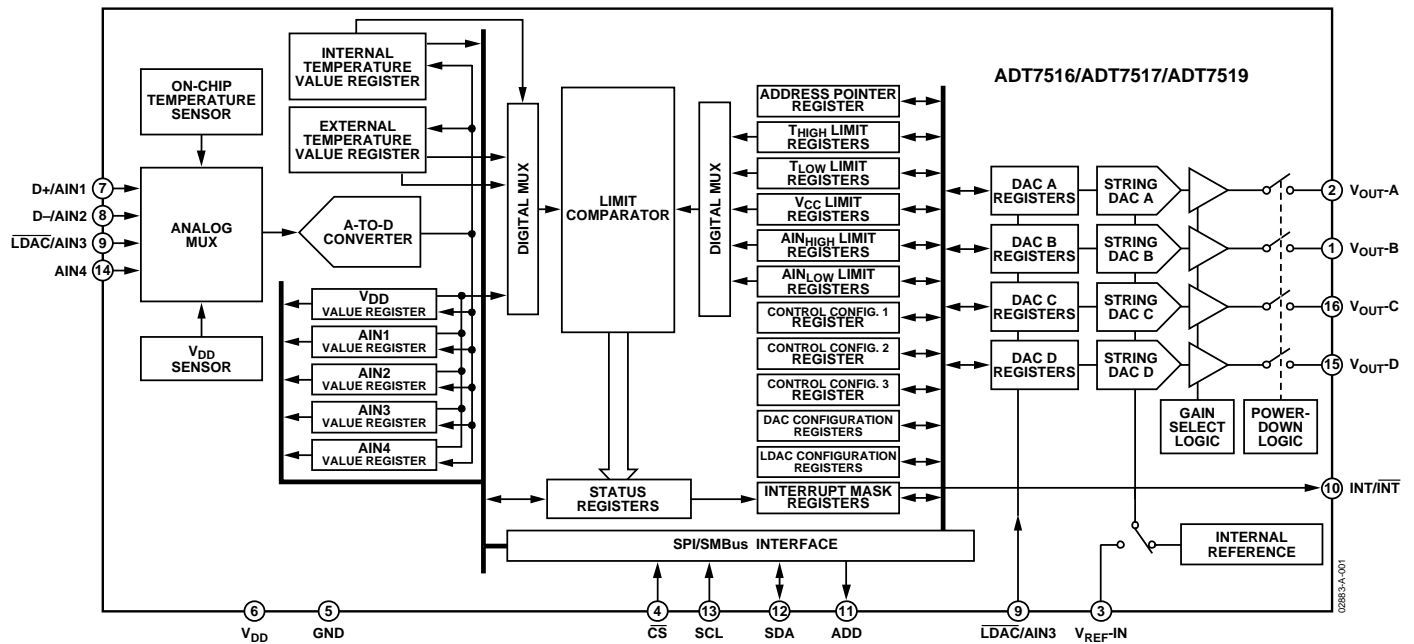 ADT7516/ADT7517/ADT7519
INTERNAL
TEMPERATURE
VALUE REGISTER
ON-CHIP
TEMPERATURE
SENSOR
EXTERNAL
TEMPERATURE
VALUE REGISTER
D+/AIN1
7
D–/AIN2
8
LDAC/AIN3
9
AIN4
14
ANALOG
MUX
A-TO-D
CONVERTER
VDD
SENSOR
VDD
VALUE REGISTER
AIN1
VALUE REGISTER
AIN2
VALUE REGISTER
AIN3
VALUE REGISTER
AIN4
VALUE REGISTER
DIGITAL MUX
LIMIT
COMPARATOR
DIGITAL MUX
STATUS
REGISTERS
ADDRESS POINTER
REGISTER
THIGH LIMIT
REGISTERS
TLOW LIMIT
REGISTERS
VCC LIMIT
REGISTERS
AINHIGH LIMIT
REGISTERS
AINLOW LIMIT
REGISTERS
CONTROL CONFIG. 1
REGISTER
CONTROL CONFIG. 2
REGISTER
CONTROL CONFIG. 3
REGISTER
DAC CONFIGURATION
REGISTERS
LDAC CONFIGURATION
REGISTERS
INTERRUPT MASK
REGISTERS
SPI/SMBus INTERFACE
DAC A
REGISTERS
STRING
DAC A
2
VOUT-A
DAC B
REGISTERS
STRING
DAC B
1
VOUT-B
DAC C
REGISTERS
STRING
DAC C
16
VOUT-C
DAC D
REGISTERS
STRING
DAC D
15
VOUT-D
GAIN
SELECT
LOGIC
POWER-
DOWN
LOGIC
10
INT/INT
INTERNAL
REFERENCE
02883-A-001
6
VDD
5
GND
4
CS
13
SCL
12
SDA
11
ADD
9
LDAC/AIN3
3
VREF-IN